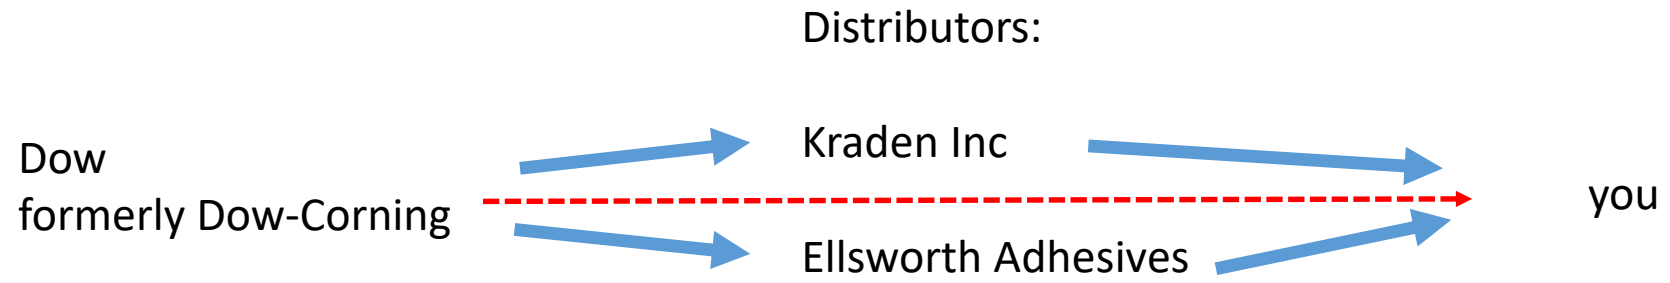 Distributors:
Kraden Inc
Dow
formerly Dow-Corning
you
Ellsworth Adhesives